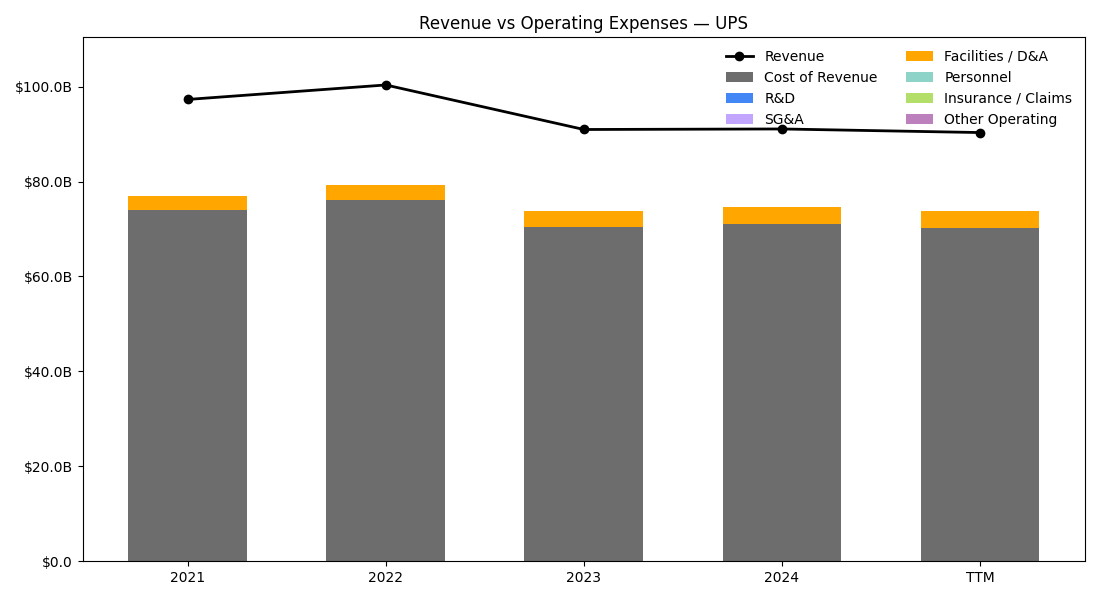 Revenue vs Operating Expenses — UPS
$100.0B
$80.0B
$60.0B
$40.0B
$20.0B
$0.0
Revenue
Cost of Revenue
R&D
SG&A
Facilities / D&A
Personnel
Insurance / Claims
Other Operating
2021
2022
2023
2024
TTM